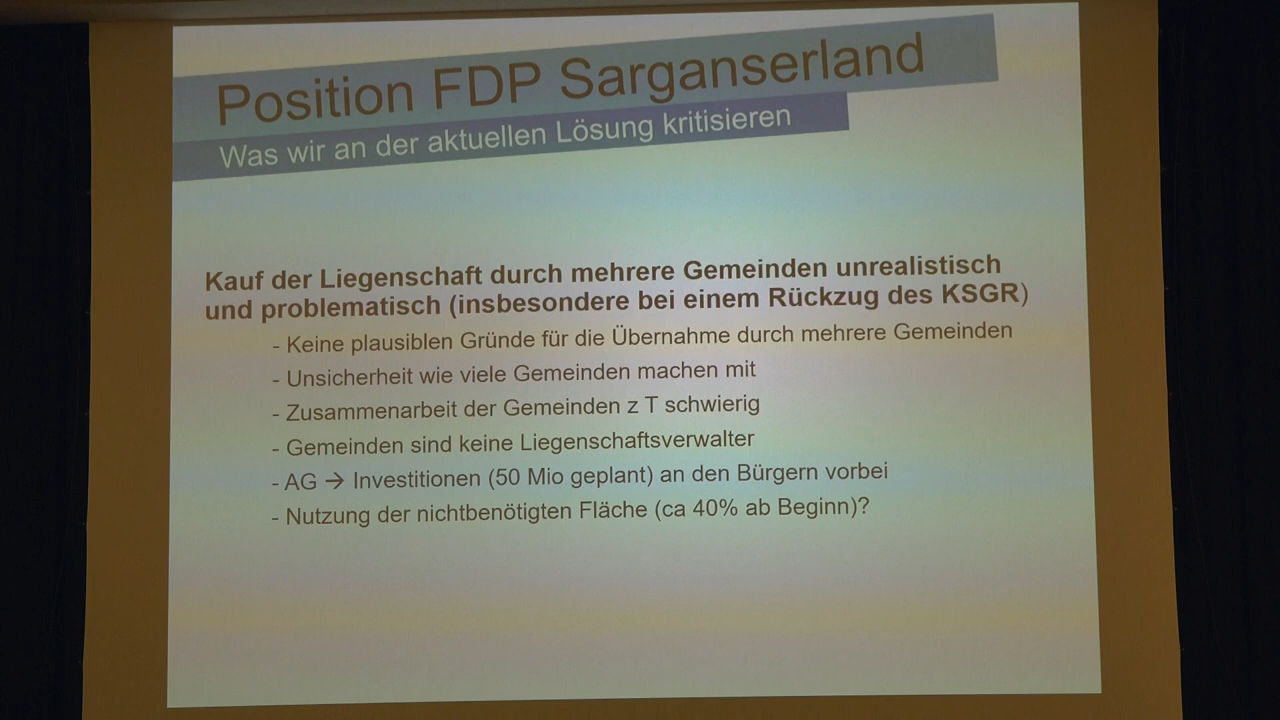 Position FDP Sarganserland
Was wir an der aktuellen Lösung kritisieren
Kauf der Liegenschaft durch mehrere Gemeinden unrealistisch
und problematisch (insbesondere bei einem Rückzug des KSGR)
- Keine plausiblen Gründe für die Übernahme durch mehrere Gemeinden
- Unsicherheit wie viele Gemeinden machen mit
- Zusammenarbeit der Gemeinden z T schwierig
- Gemeinden sind keine Liegenschaftsverwalter
- AG → Investitionen (50 Mio geplant) an den Bürgern vorbei
- Nutzung der nichtbenötigten Fläche (ca 40% ab Beginn)?